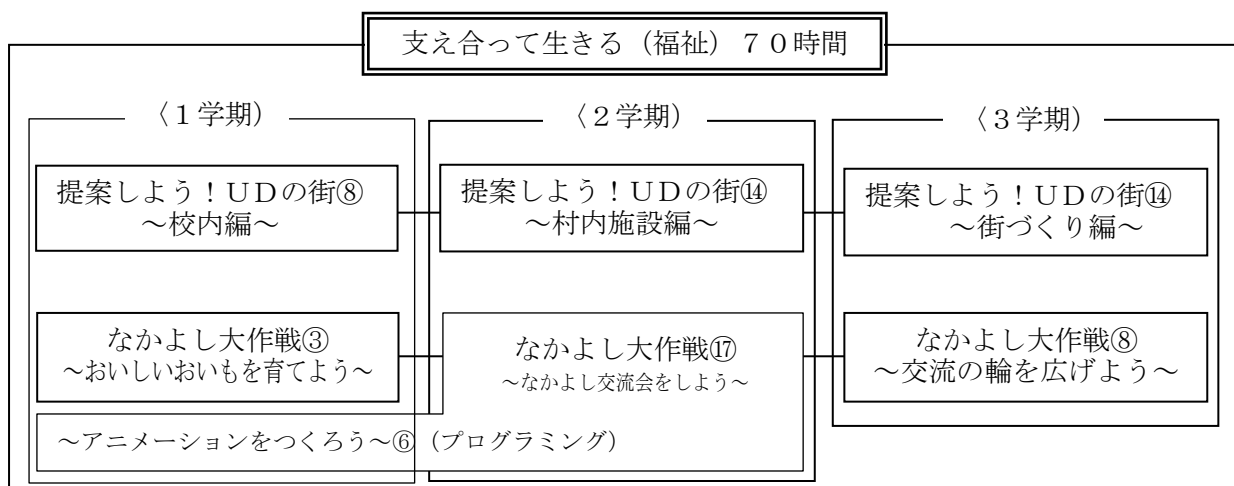 支え合って生きる（福祉）７０時間
〈１学期〉
〈２学期〉
〈３学期〉
提案しよう！ＵＤの街⑧
～校内編～
提案しよう！ＵＤの街⑭
～村内施設編～
提案しよう！ＵＤの街⑭
～街づくり編～
なかよし大作戦③
～おいしいおいもを育てよう～
なかよし大作戦⑰
～なかよし交流会をしよう～
なかよし大作戦⑧
～交流の輪を広げよう～
～アニメーションをつくろう～⑥（プログラミング）